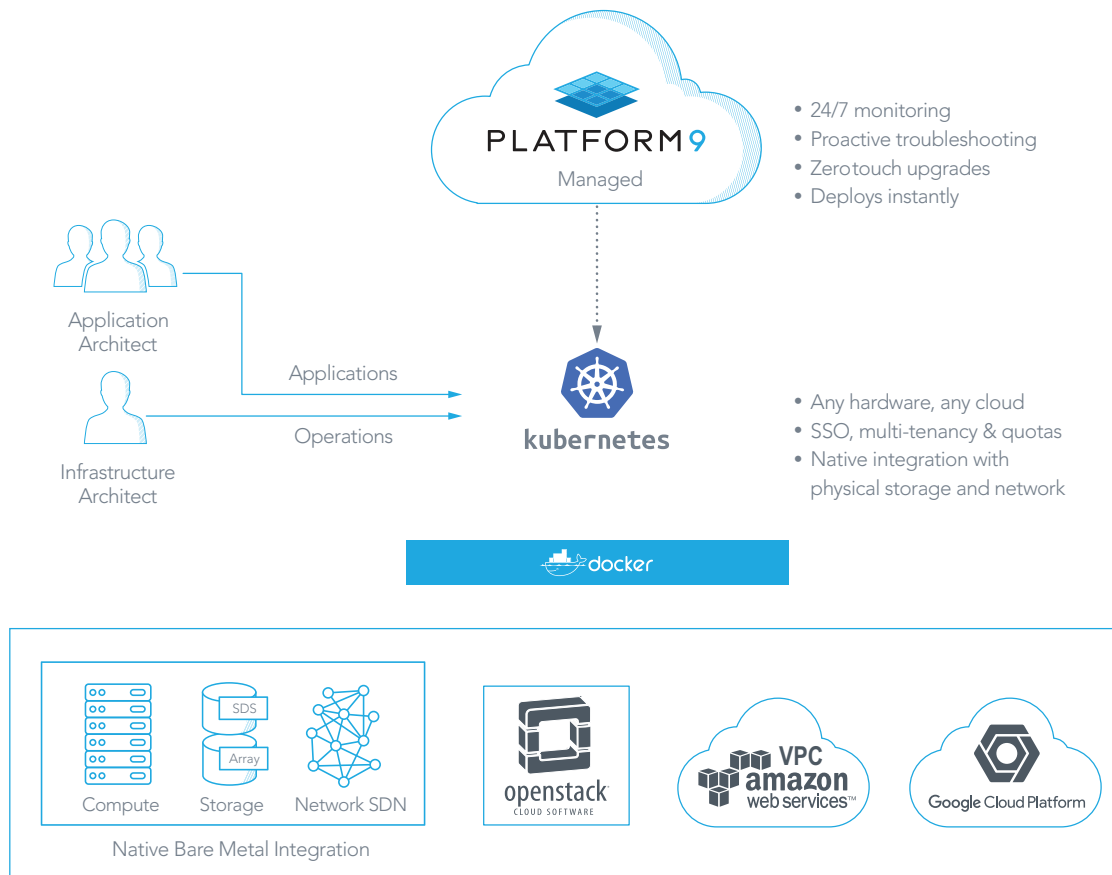 PLATFORM9
Managed
• 24/7 monitoring
• Proactive troubleshooting
• Zerotouch upgrades
• Deploys instantly
Application
Architect
Applications
Operations
Infrastructure
Architect
kubernetes
• Any hardware, any cloud
• SSO, multi-tenancy & quotas
• Native integration with
physical storage and network
docker
SDS
Array
Compute
Storage
Network SDN
Native Bare Metal Integration
openstack
CLOUD SOFTWARE
VPC
amazon
web services™
Google Cloud Platform